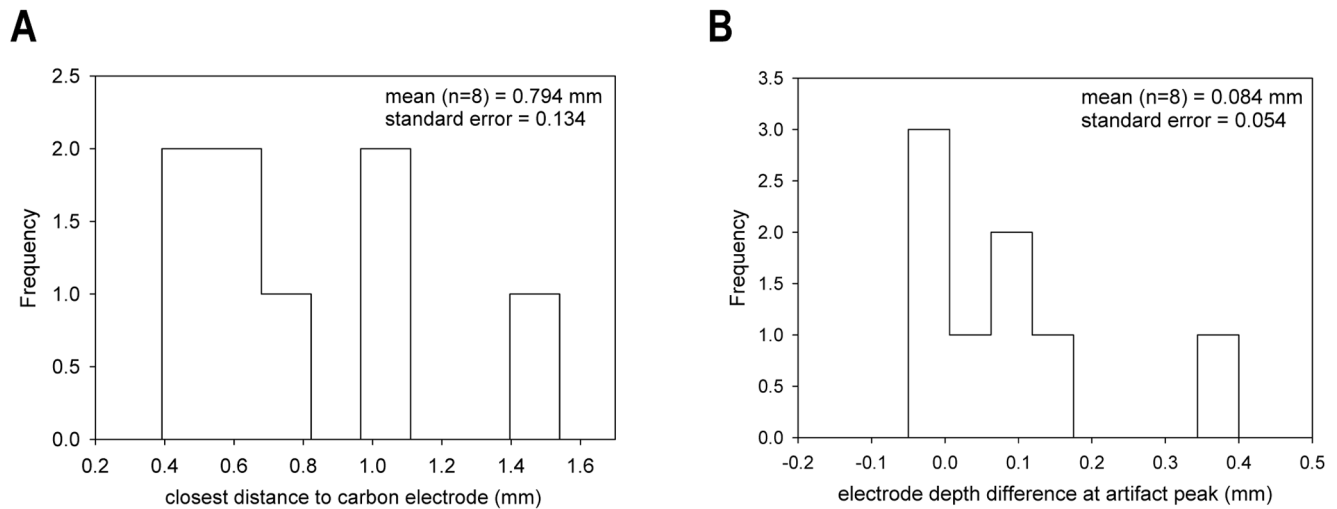 A
mean (n=8) = 0.794 mm
standard error = 0.134
2.5
2.0
1.5
1.0
0.5
0.0
Frequency
0.2 0.4 0.6 0.8 1.0 1.2 1.4 1.6
closest distance to carbon electrode (mm)
B
mean (n=8) = 0.084 mm
standard error = 0.054
3.5
3.0
2.5
2.0
1.5
1.0
0.5
0.0
Frequency
-0.2 -0.1 0.0 0.1 0.2 0.3 0.4 0.5
electrode depth difference at artifact peak (mm)